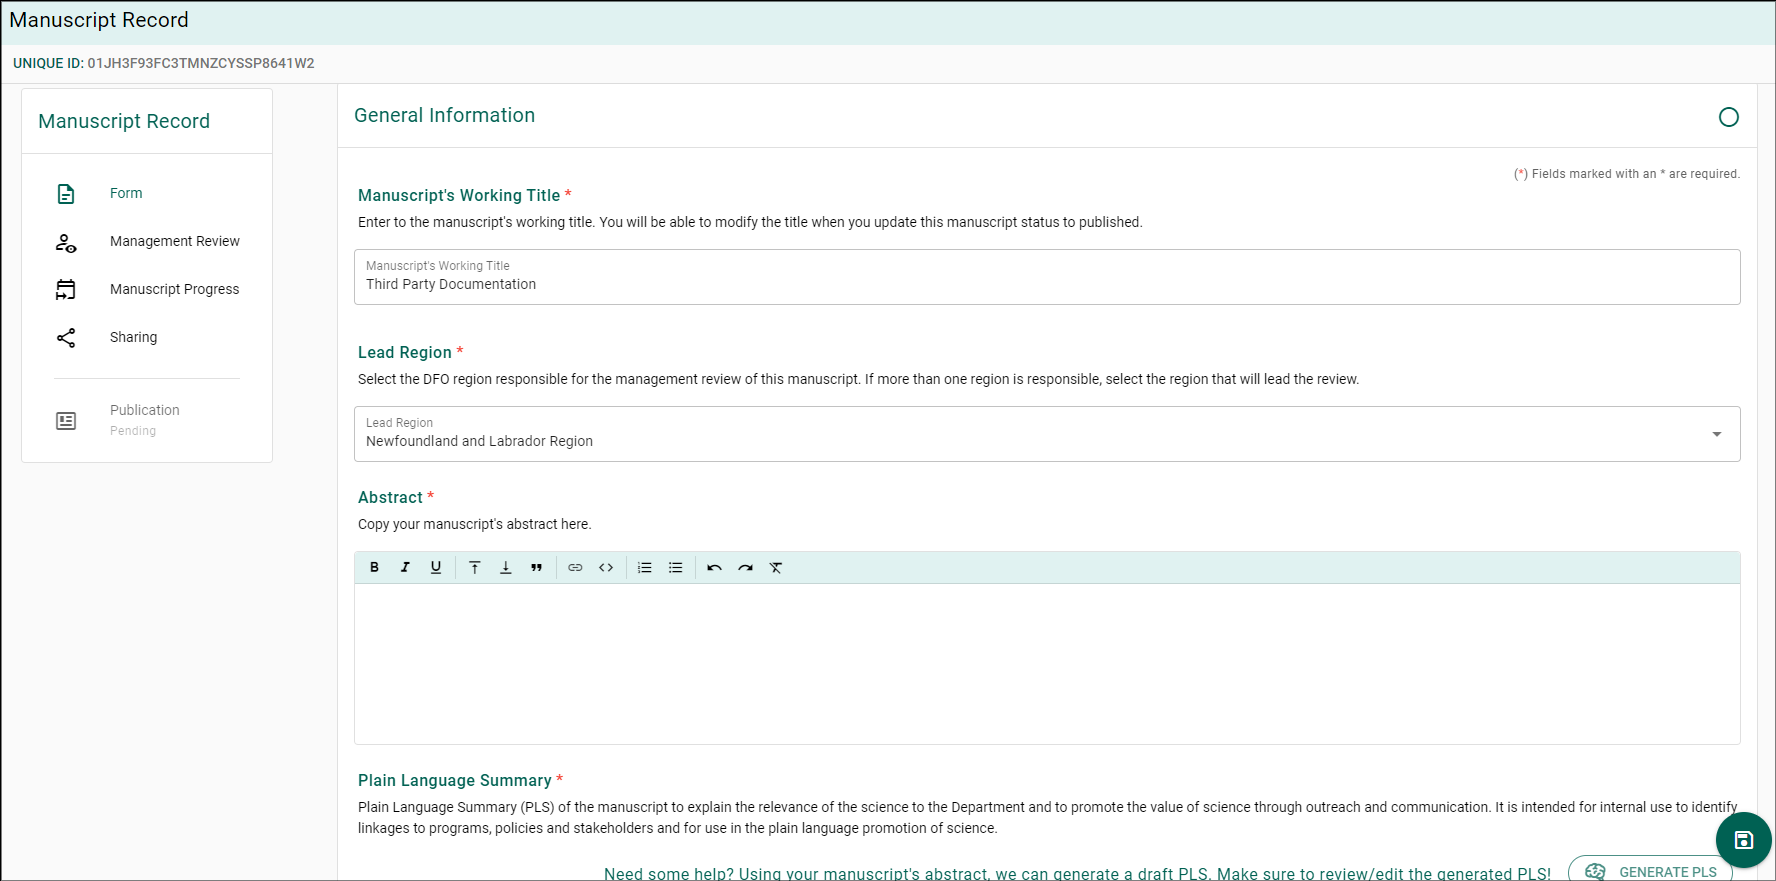 Manuscript Record
UNIQUE ID: 01JH3F93FC3TMNZCYSSP8641W2
Manuscript Record
Form
Management Review
Manuscript Progress
Sharing
Publication
Pending
General Information
(*) Fields marked with an * are required.
Manuscript's Working Title *
Enter to the manuscript's working title. You will be able to modify the title when you update this manuscript status to published.
Manuscript's Working Title
Third Party Documentation
Lead Region *
Select the DFO region responsible for the management review of this manuscript. If more than one region is responsible, select the region that will lead the review.
Lead Region
Newfoundland and Labrador Region
Abstract *
Copy your manuscript's abstract here.
Plain Language Summary *
Plain Language Summary (PLS) of the manuscript to explain the relevance of the science to the Department and to promote the value of science through outreach and communication. It is intended for internal use to identify
linkages to programs, policies and stakeholders and for use in the plain language promotion of science.
Need some help? Using your manuscript's abstract, we can generate a draft PLS. Make sure to review/edit the generated PLS!
GENERATE PLS